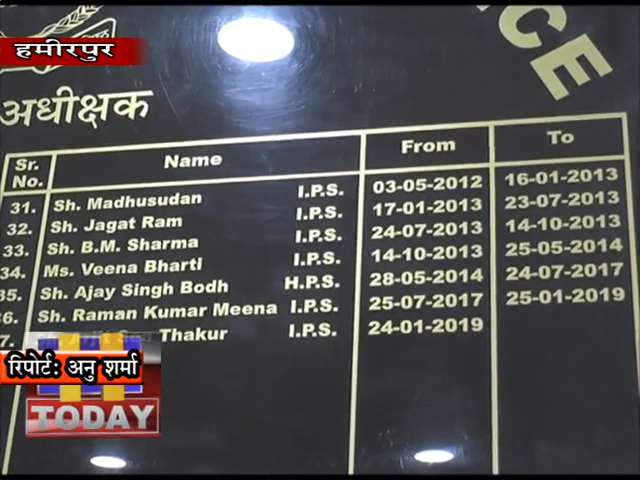 हमीरपुर
ICE
अधीक्षक
Sr. No. Name From To
31. Sh. Madhusudan I.P.S. 03-05-2012 16-01-2013
32. Sh. Jagat Ram I.P.S. 17-01-2013 23-07-2013
33. Sh. B.M. Sharma I.P.S. 24-07-2013 14-10-2013
34. Ms. Veena Bharti I.P.S. 14-10-2013 25-05-2014
35. Sh. Ajay Singh Bodh H.P.S. 28-05-2014 24-07-2017
6. Sh. Raman Kumar Meena I.P.S. 25-07-2017 25-01-2019
7. Thakur I.P.S. 24-01-2019
रिपोर्ट: अनु शर्मा
TODAY